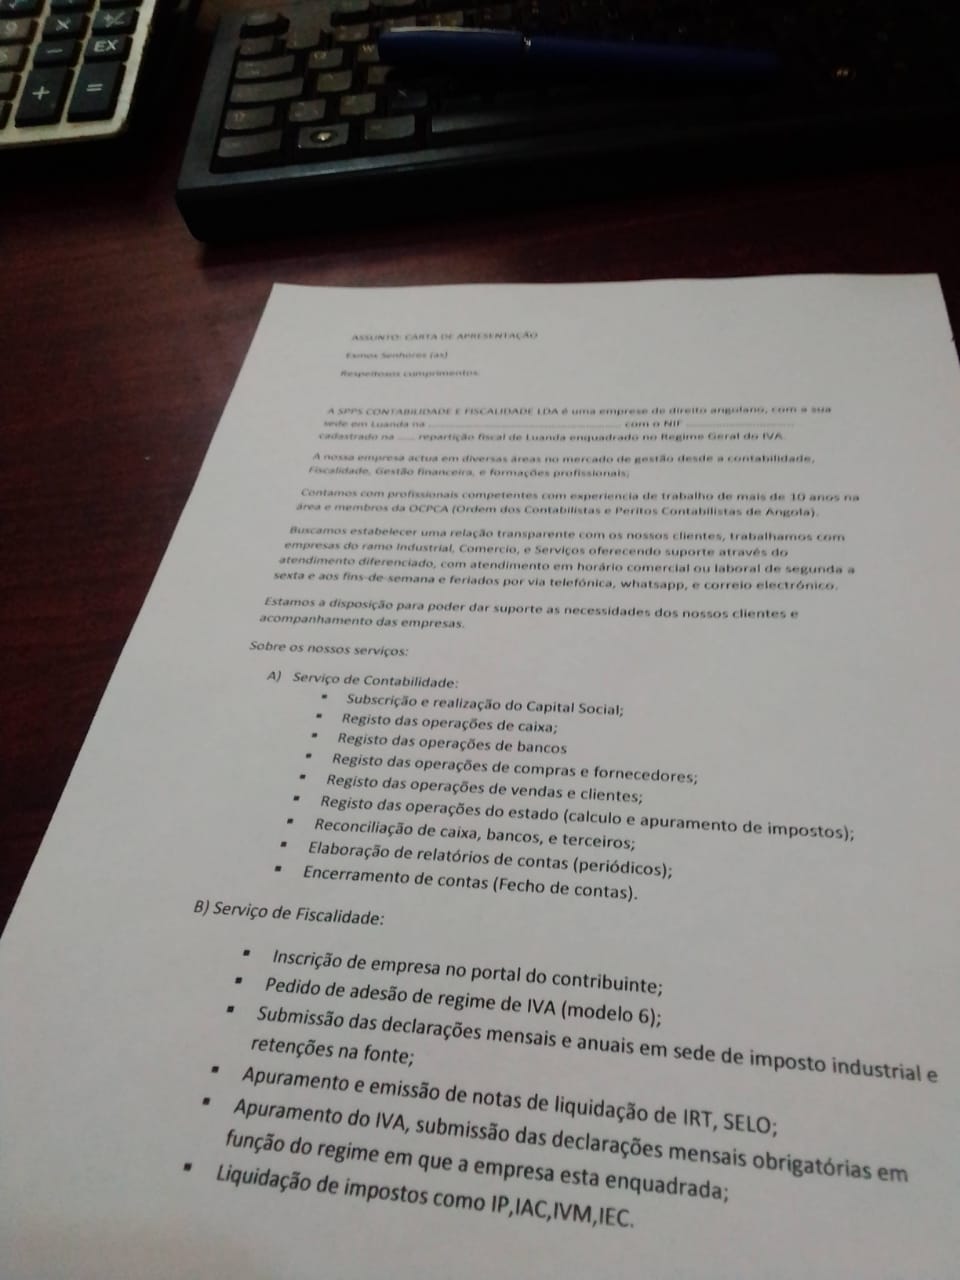 ×
+/-
−
EX
+
=
ASSUNTO: CARTA DE APRESENTAÇÃO
Exmos Senhores (as)
Respeitosos cumprimentos.
A SPPS CONTABILIDADE E FISCALIDADE LDA é uma emprese de direito angolano, com a sua
sede em Luanda na ................................................ com o NIF ...........................
cadastrado na ..... repartição fiscal de Luanda enquadrado no Regime Geral do IVA.
A nossa empresa actua em diversas áreas no mercado de gestão desde a contabilidade,
Fiscalidade, Gestão financeira, e formações profissionais;
Contamos com profissionais competentes com experiencia de trabalho de mais de 10 anos na
área e membros da OCPCA (Ordem dos Contabilistas e Peritos Contabilistas de Angola).
Buscamos estabelecer uma relação transparente com os nossos clientes, trabalhamos com
empresas do ramo Industrial, Comercio, e Serviços oferecendo suporte através do
atendimento diferenciado, com atendimento em horário comercial ou laboral de segunda a
sexta e aos fins-de-semana e feriados por via telefónica, whatsapp, e correio electrónico.
Estamos a disposição para poder dar suporte as necessidades dos nossos clientes e
acompanhamento das empresas.
Sobre os nossos serviços:
A) Serviço de Contabilidade:
▪ Subscrição e realização do Capital Social;
▪ Registo das operações de caixa;
▪ Registo das operações de bancos
▪ Registo das operações de compras e fornecedores;
▪ Registo das operações de vendas e clientes;
▪ Registo das operações do estado (calculo e apuramento de impostos);
▪ Reconciliação de caixa, bancos, e terceiros;
▪ Elaboração de relatórios de contas (periódicos);
▪ Encerramento de contas (Fecho de contas).
B) Serviço de Fiscalidade:
▪ Inscrição de empresa no portal do contribuinte;
▪ Pedido de adesão de regime de IVA (modelo 6);
▪ Submissão das declarações mensais e anuais em sede de imposto industrial e
retenções na fonte;
▪ Apuramento e emissão de notas de liquidação de IRT, SELO;
▪ Apuramento do IVA, submissão das declarações mensais obrigatórias em
função do regime em que a empresa esta enquadrada;
▪ Liquidação de impostos como IP,IAC,IVM,IEC.